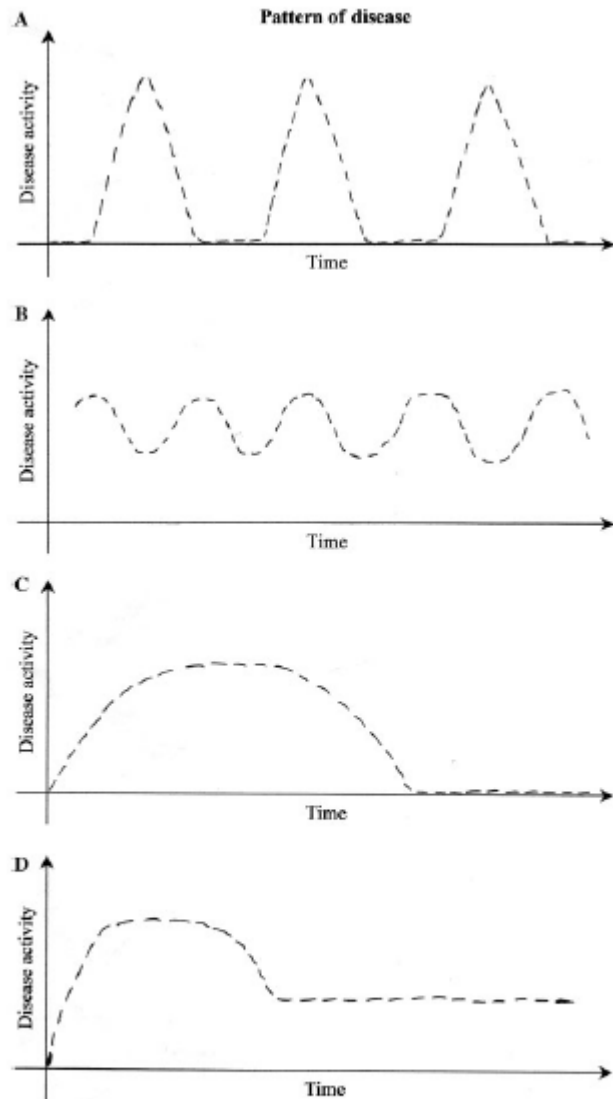 Pattern of disease
A
Disease activity
Time
B
Disease activity
Time
C
Disease activity
Time
D
Disease activity
Time